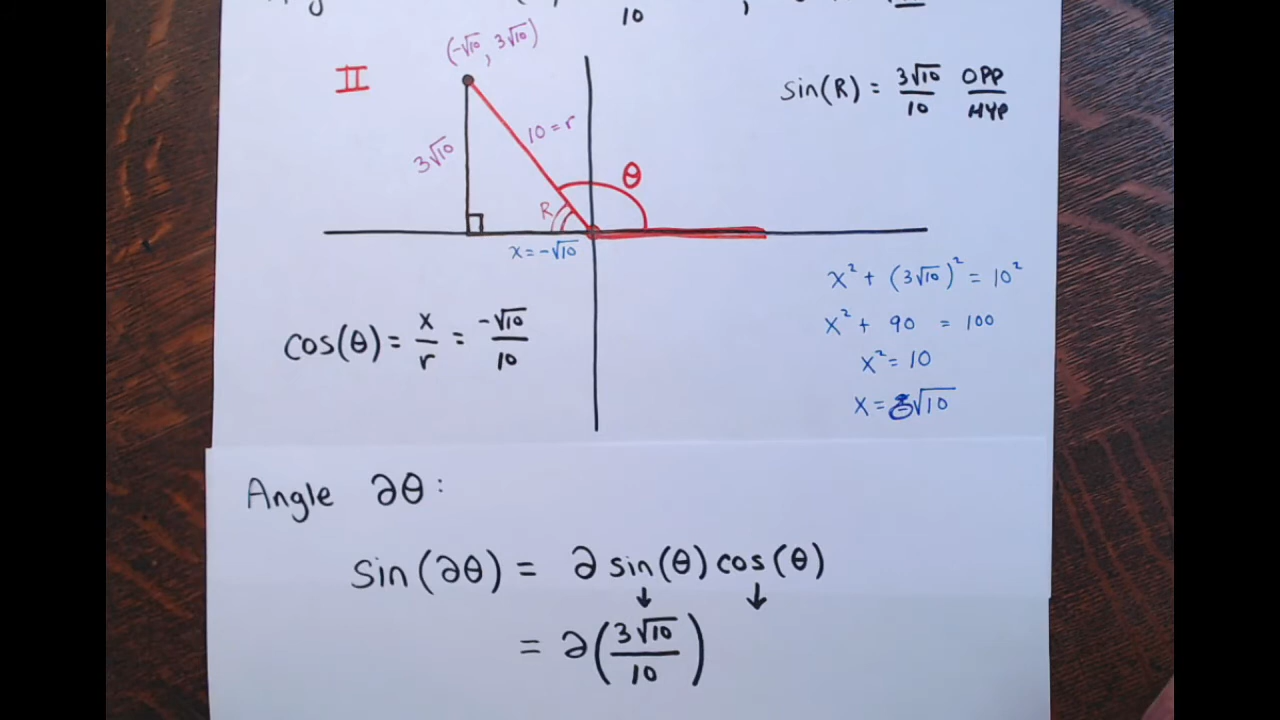 10
(-√10, 3√10)
II
sin(R) = 3√10/10 OPP/HYP
10 = r
3√10
θ
R
x = -√10
x² + (3√10)² = 10²
x² + 90 = 100
x² = 10
x = -√10
cos(θ) = x/r = -√10/10
Angle 2θ:
sin(2θ) = 2 sin(θ) cos(θ)
↓ ↓
= 2(3√10/10)